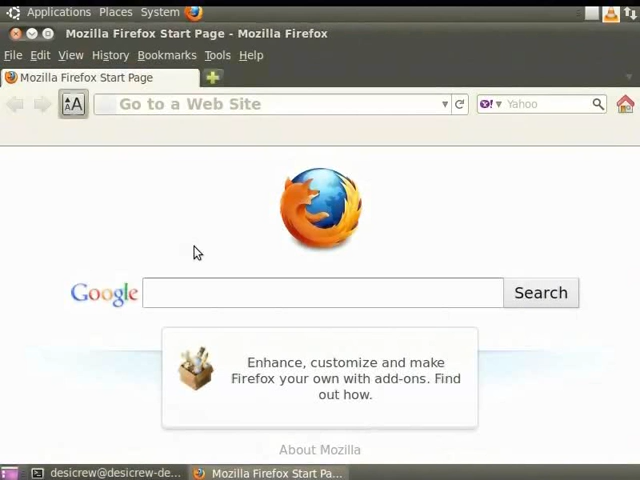 Applications Places System
Mozilla Firefox Start Page - Mozilla Firefox
File Edit View History Bookmarks Tools Help
Mozilla Firefox Start Page
A A Go to a Web Site Y! Yahoo
Google Search
Enhance, customize and make
Firefox your own with add-ons. Find
out how.
About Mozilla
desicrew@desicrew-de... Mozilla Firefox Start Pa...